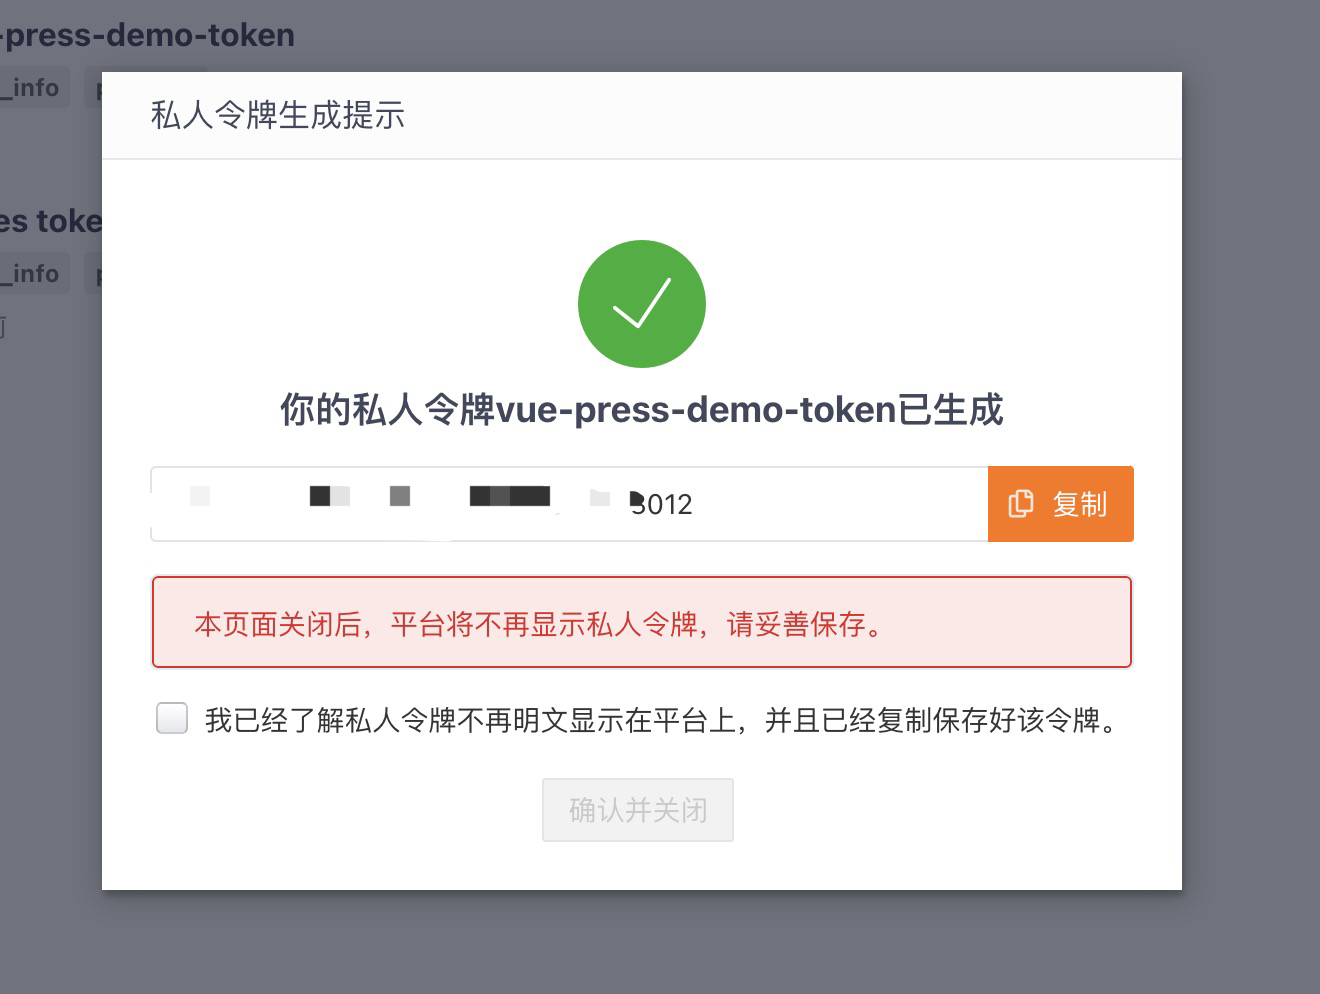 -press-demo-token
_info
私人令牌生成提示
es toke
_info
你的私人令牌vue-press-demo-token已生成
012
复制
本页面关闭后，平台将不再显示私人令牌，请妥善保存。
我已经了解私人令牌不再明文显示在平台上，并且已经复制保存好该令牌。
确认并关闭